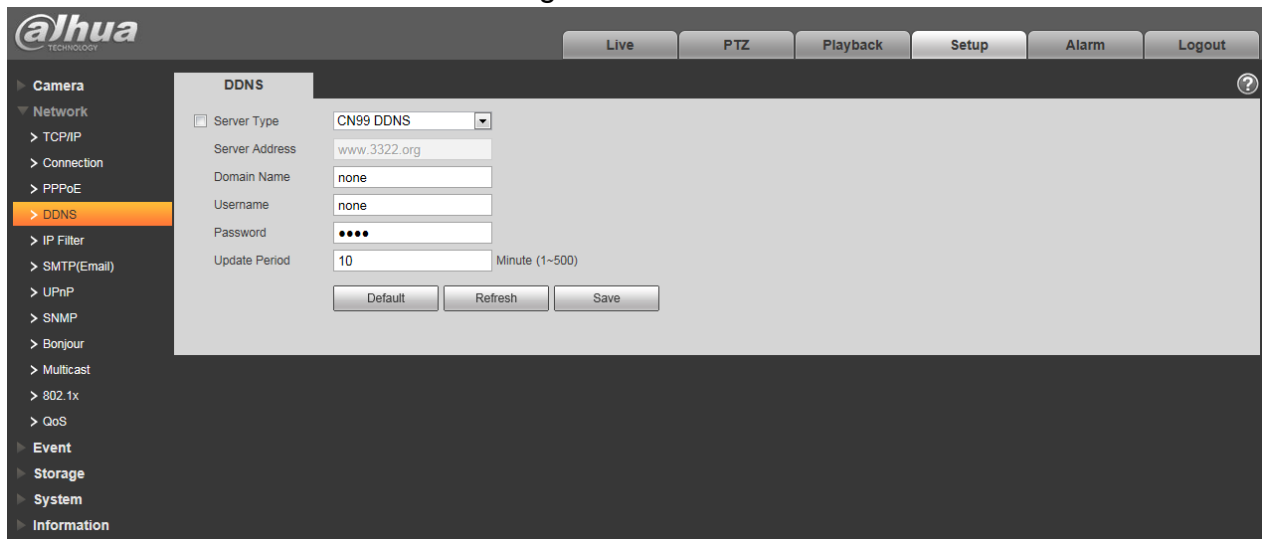 alhua
TECHNOLOGY
Live
PTZ
Playback
Setup
Alarm
Logout
Camera
Network
> TCP/IP
> Connection
> PPPoE
> DDNS
> IP Filter
> SMTP(Email)
> UPnP
> SNMP
> Bonjour
> Multicast
> 802.1x
> QoS
Event
Storage
System
Information
DDNS
?
Server Type CN99 DDNS
Server Address www.3322.org
Domain Name none
Username none
Password ●●●●
Update Period 10 Minute (1~500)
Default Refresh Save